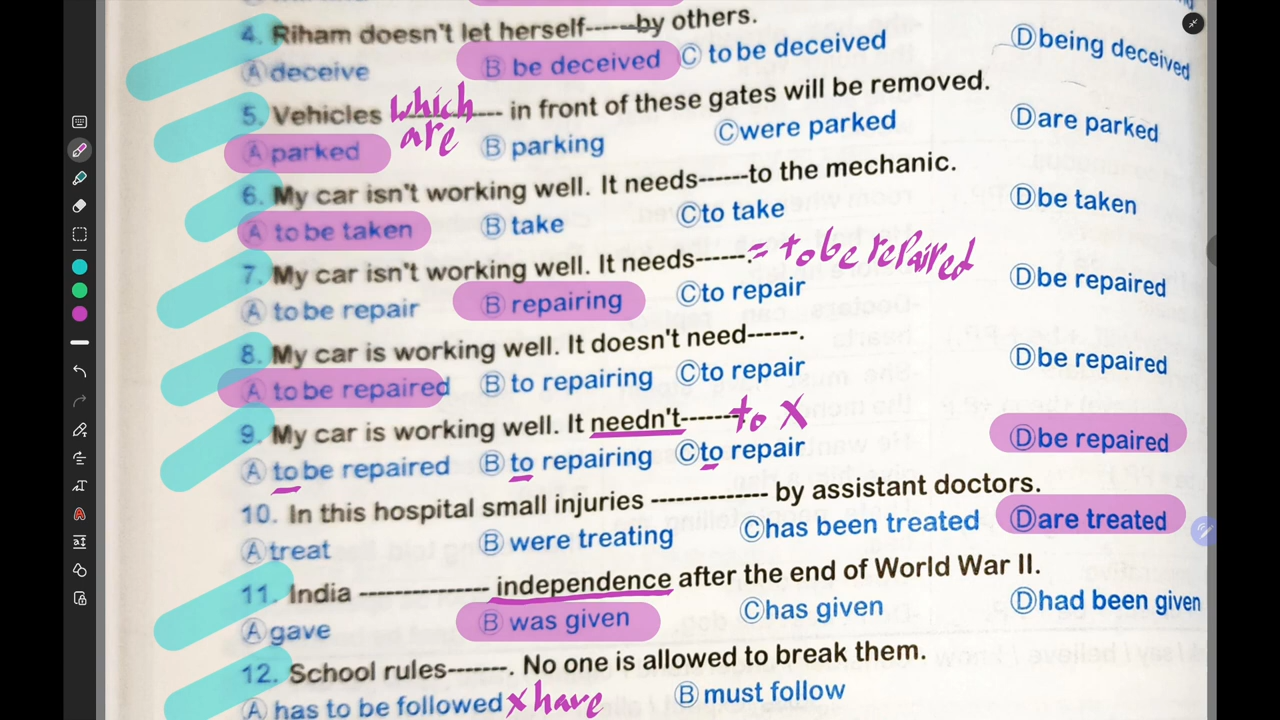 4. Riham doesn't let herself------by others.
A deceive B be deceived C to be deceived D being deceived
5. Vehicles which are ------ in front of these gates will be removed.
A parked B parking C were parked D are parked
6. My car isn't working well. It needs------to the mechanic.
A to be taken B take C to take D be taken
7. My car isn't working well. It needs------. = to be repaired
A to be repair B repairing C to repair D be repaired
8. My car is working well. It doesn't need------.
A to be repaired B to repairing C to repair D be repaired
9. My car is working well. It needn't------- to X
A to be repaired B to repairing C to repair D be repaired
10. In this hospital small injuries -------------- by assistant doctors.
A treat B were treating C has been treated D are treated
11. India ---------------- independence after the end of World War II.
A gave B was given C has given D had been given
12. School rules-------. No one is allowed to break them.
A has to be followed x have B must follow